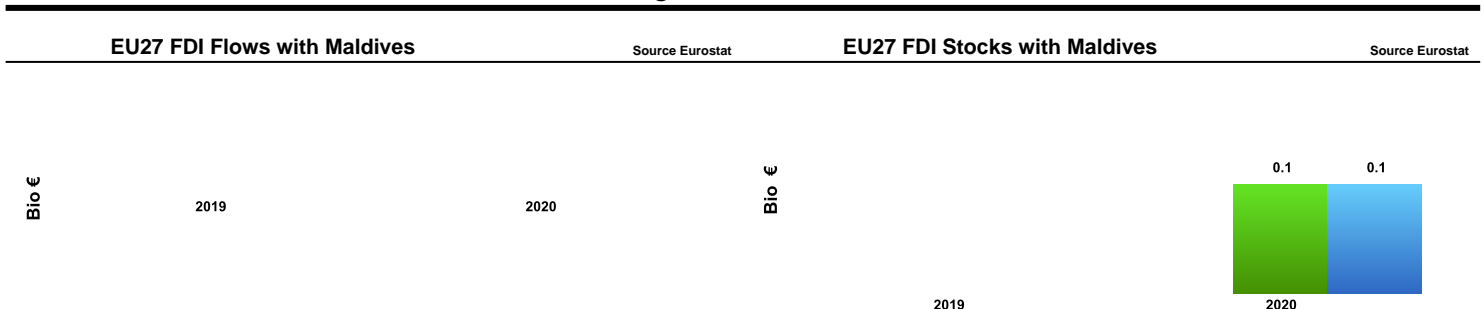 EU27 FDI Flows with Maldives
Source Eurostat
Bio €
2019
2020
EU27 FDI Stocks with Maldives
Source Eurostat
Bio €
0.1
0.1
2019
2020